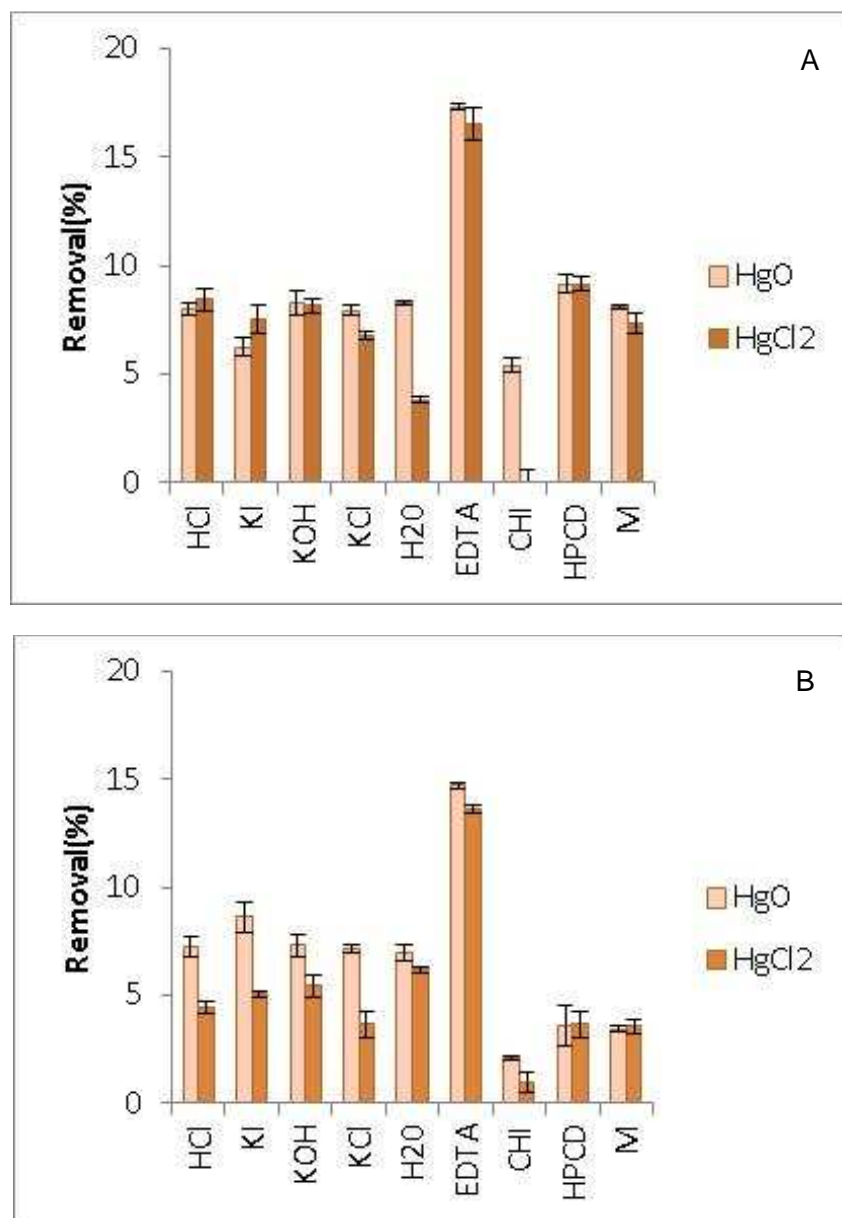 A
20
15
10
5
0
Removal(%)
HCl
KI
KOH
KCl
H20
EDTA
CHI
HPCD
M
HgO
HgCl2
B
20
15
10
5
0
Removal(%)
HCl
KI
KOH
KCl
H20
EDTA
CHI
HPCD
M
HgO
HgCl2